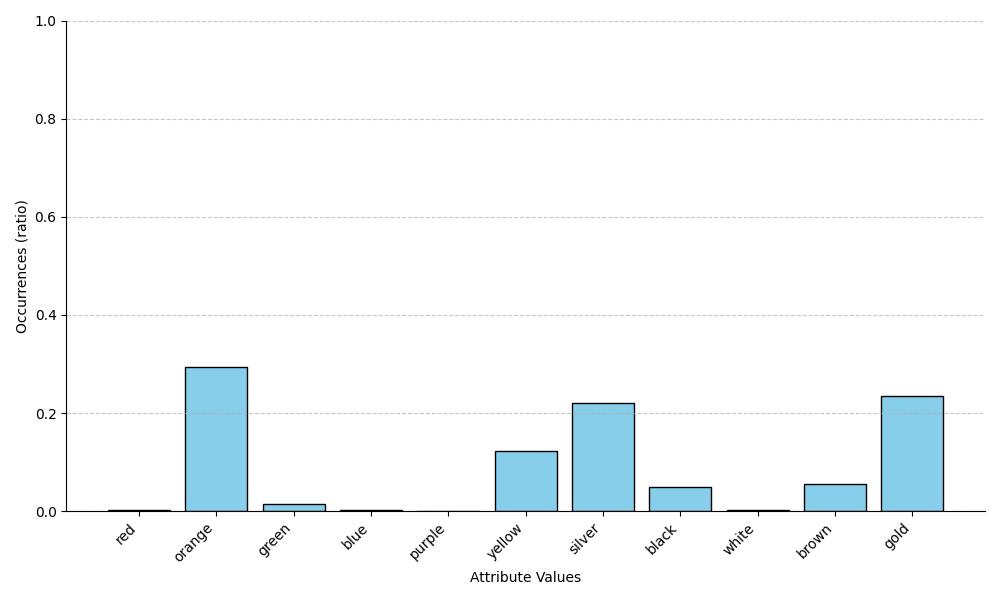 1.0
0.8
0.6
0.4
0.2
0.0
Occurrences (ratio)
red
orange
green
blue
purple
yellow
silver
black
white
brown
gold
Attribute Values